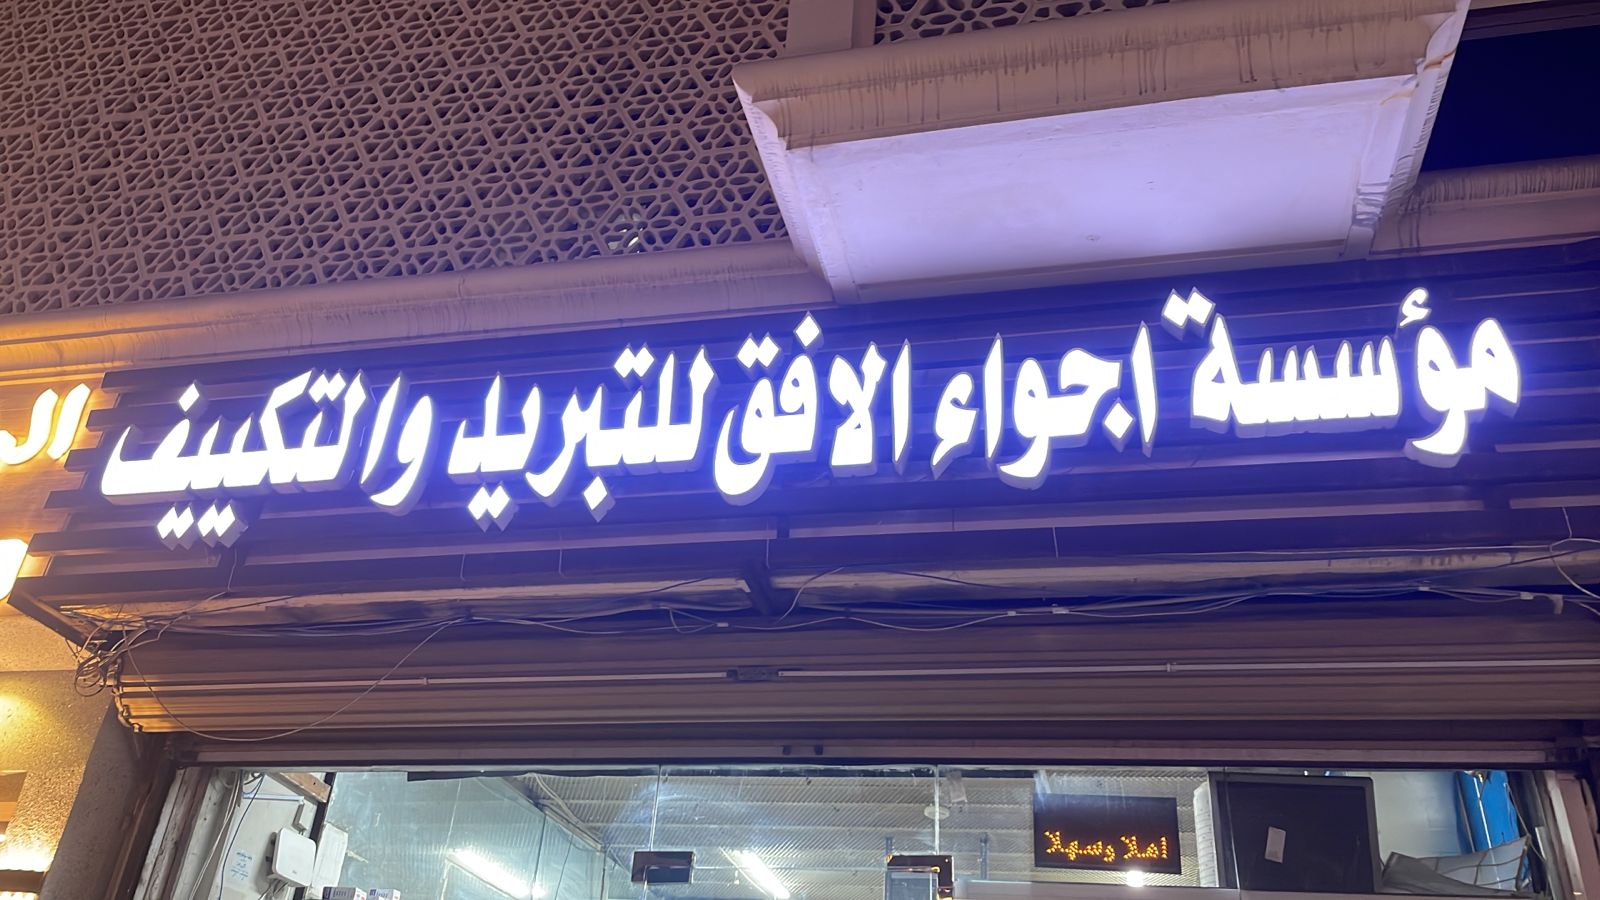 مؤسسة اجواء الافق للتبريد والتكييف
اهلا وسهلا